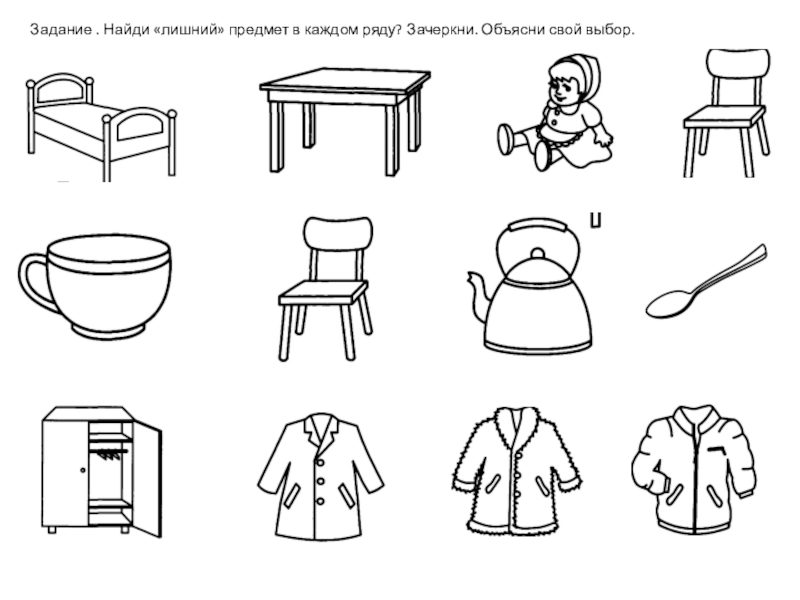 Задание . Найди «лишний» предмет в каждом ряду? Зачеркни. Объясни свой выбор.